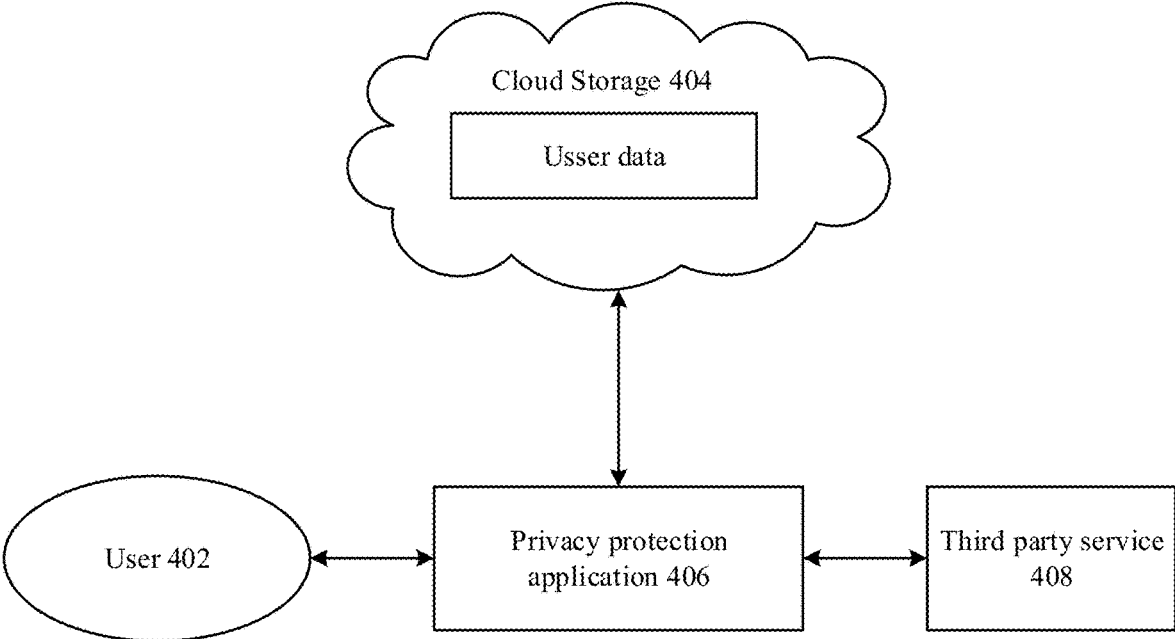 Cloud Storage 404
Usser data
User 402
Privacy protection
application 406
Third party service
408